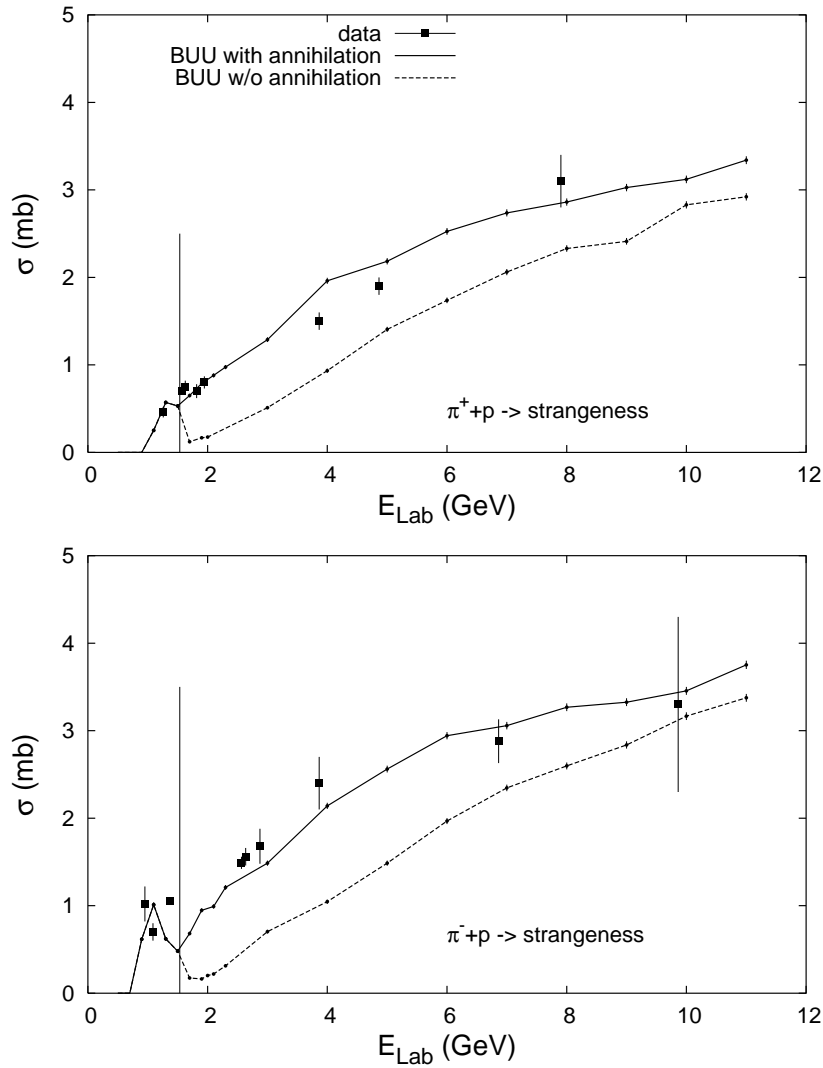 5
4
3
2
1
0
σ (mb)
data
BUU with annihilation
BUU w/o annihilation
π⁺+p -> strangeness
0 2 4 6 8 10 12
E_Lab (GeV)
5
4
3
2
1
0
σ (mb)
π⁻+p -> strangeness
0 2 4 6 8 10 12
E_Lab (GeV)